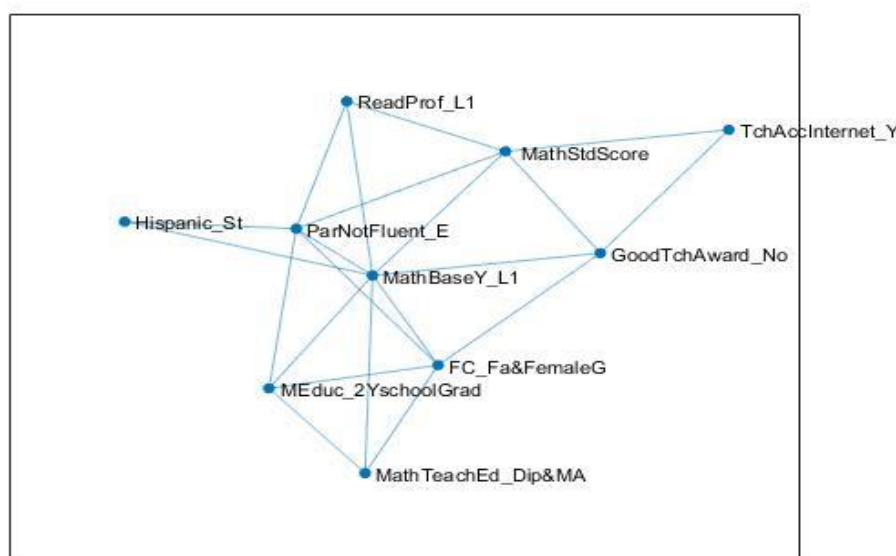 ReadProf_L1
TchAccInternet_Y
MathStdScore
Hispanic_St
ParNotFluent_E
GoodTchAward_No
MathBaseY_L1
FC_Fa&FemaleG
MEduc_2YschoolGrad
MathTeachEd_Dip&MA